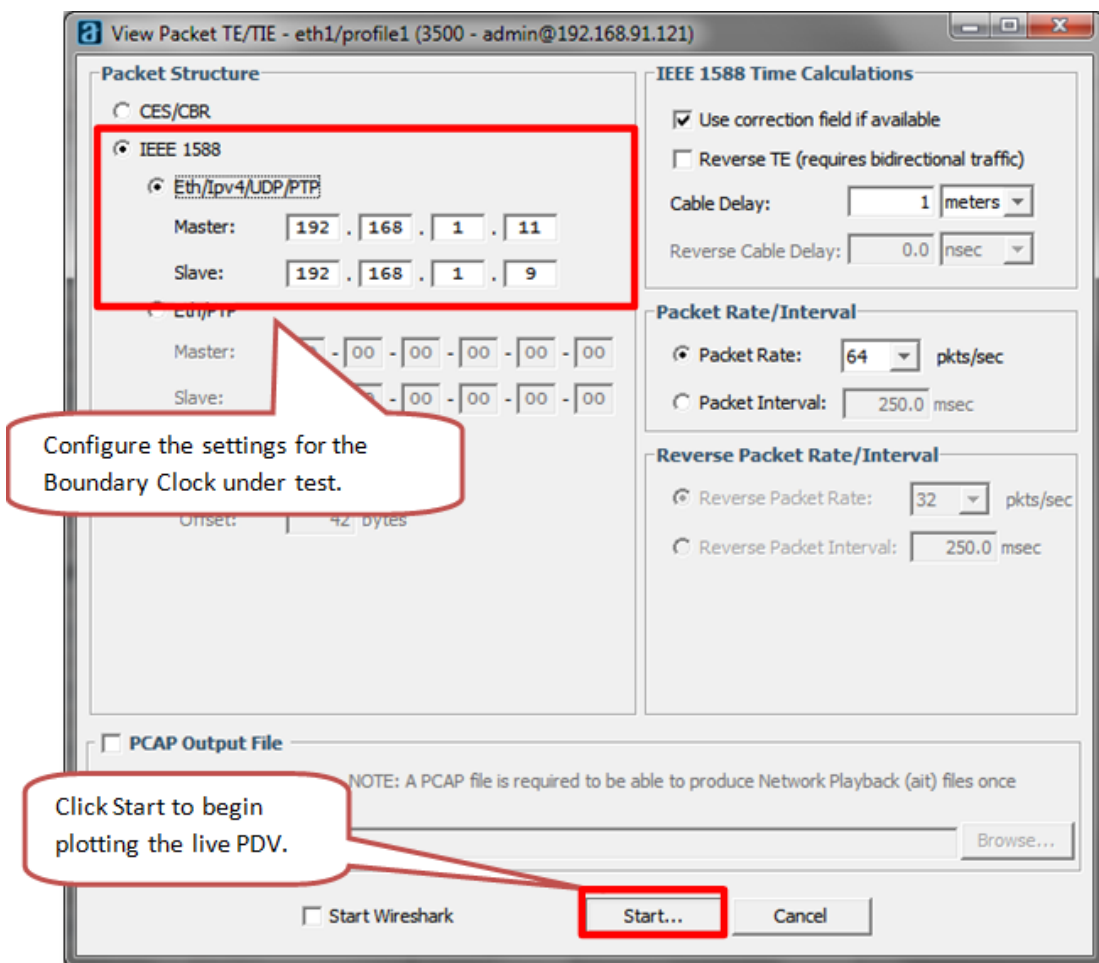 View Packet TE/TIE - eth1/profile1 (3500 - admin@192.168.91.121)
Packet Structure
CES/CBR
IEEE 1588
Eth/Ipv4/UDP/PTP
Master: 192 . 168 . 1 . 11
Slave: 192 . 168 . 1 . 9
Eth/PTP
Master: - 00 - 00 - 00 - 00 - 00
Slave: - 00 - 00 - 00 - 00
Configure the settings for the
Boundary Clock under test.
Offset: 42 bytes
IEEE 1588 Time Calculations
Use correction field if available
Reverse TE (requires bidirectional traffic)
Cable Delay: 1 meters
Reverse Cable Delay: 0.0 nsec
Packet Rate/Interval
Packet Rate: 64 pkts/sec
Packet Interval: 250.0 msec
Reverse Packet Rate/Interval
Reverse Packet Rate: 32 pkts/sec
Reverse Packet Interval: 250.0 msec
PCAP Output File
NOTE: A PCAP file is required to be able to produce Network Playback (ait) files once
Click Start to begin
plotting the live PDV.
Browse...
Start Wireshark
Start...
Cancel